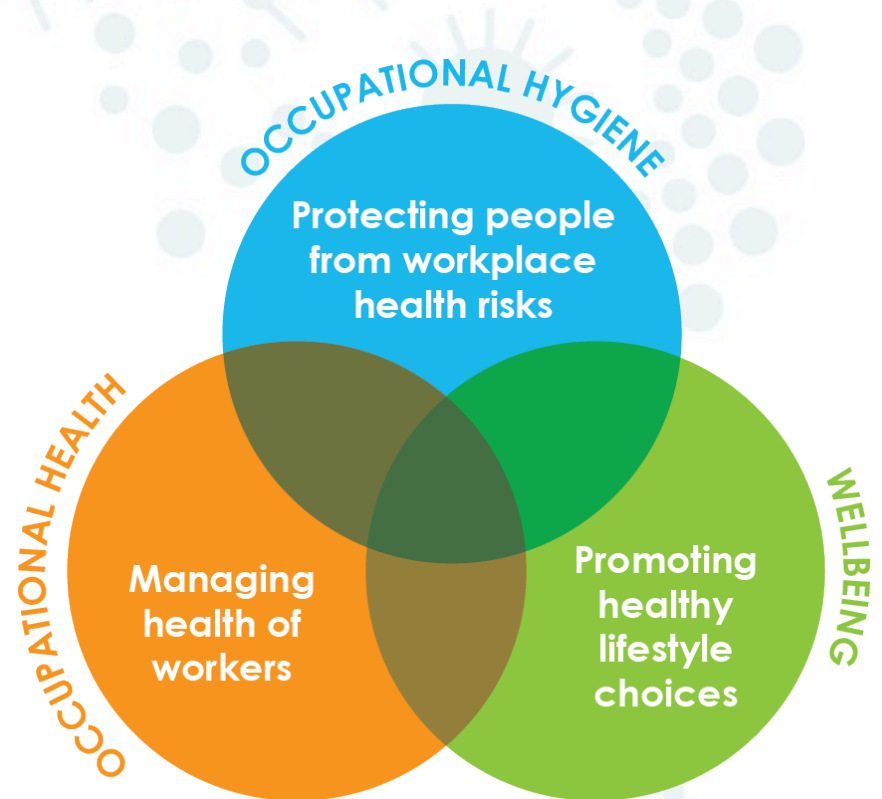 OCCUPATIONAL HYGIENE
Protecting people
from workplace
health risks
OCCUPATIONAL HEALTH
Managing
health of
workers
WELLBEING
Promoting
healthy
lifestyle
choices